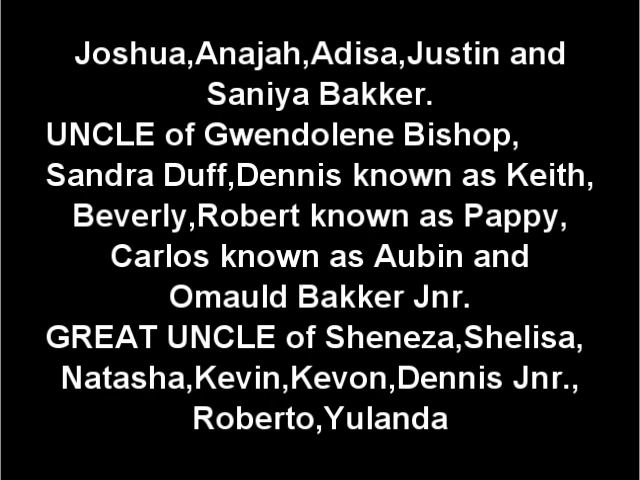 Joshua,Anajah,Adisa,Justin and
Saniya Bakker.
UNCLE of Gwendolene Bishop,
Sandra Duff,Dennis known as Keith,
Beverly,Robert known as Pappy,
Carlos known as Aubin and
Omauld Bakker Jnr.
GREAT UNCLE of Sheneza,Shelisa,
Natasha,Kevin,Kevon,Dennis Jnr.,
Roberto,Yulanda